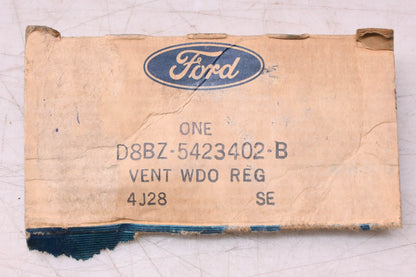 Ford
ONE
D8BZ-5423402-B
VENT WDO REG
4J28 SE